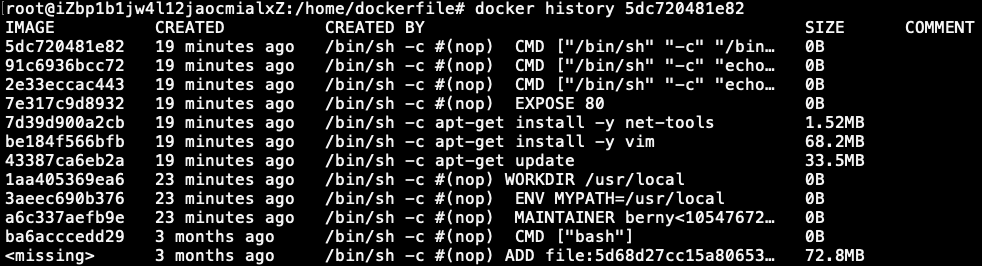 [root@iZbp1b1jw4l12jaocmialxZ:/home/dockerfile# docker history 5dc720481e82
IMAGE CREATED CREATED BY SIZE COMMENT
5dc720481e82 19 minutes ago /bin/sh -c #(nop) CMD ["/bin/sh" "-c" "/bin… 0B
91c6936bcc72 19 minutes ago /bin/sh -c #(nop) CMD ["/bin/sh" "-c" "echo… 0B
2e33eccac443 19 minutes ago /bin/sh -c #(nop) CMD ["/bin/sh" "-c" "echo… 0B
7e317c9d8932 19 minutes ago /bin/sh -c #(nop) EXPOSE 80 0B
7d39d900a2cb 19 minutes ago /bin/sh -c apt-get install -y net-tools 1.52MB
be184f566bfb 19 minutes ago /bin/sh -c apt-get install -y vim 68.2MB
43387ca6eb2a 19 minutes ago /bin/sh -c apt-get update 33.5MB
1aa405369ea6 23 minutes ago /bin/sh -c #(nop) WORKDIR /usr/local 0B
3aeec690b376 23 minutes ago /bin/sh -c #(nop) ENV MYPATH=/usr/local 0B
a6c337aefb9e 23 minutes ago /bin/sh -c #(nop) MAINTAINER berny<10547672… 0B
ba6acccedd29 3 months ago /bin/sh -c #(nop) CMD ["bash"] 0B
<missing> 3 months ago /bin/sh -c #(nop) ADD file:5d68d27cc15a80653… 72.8MB